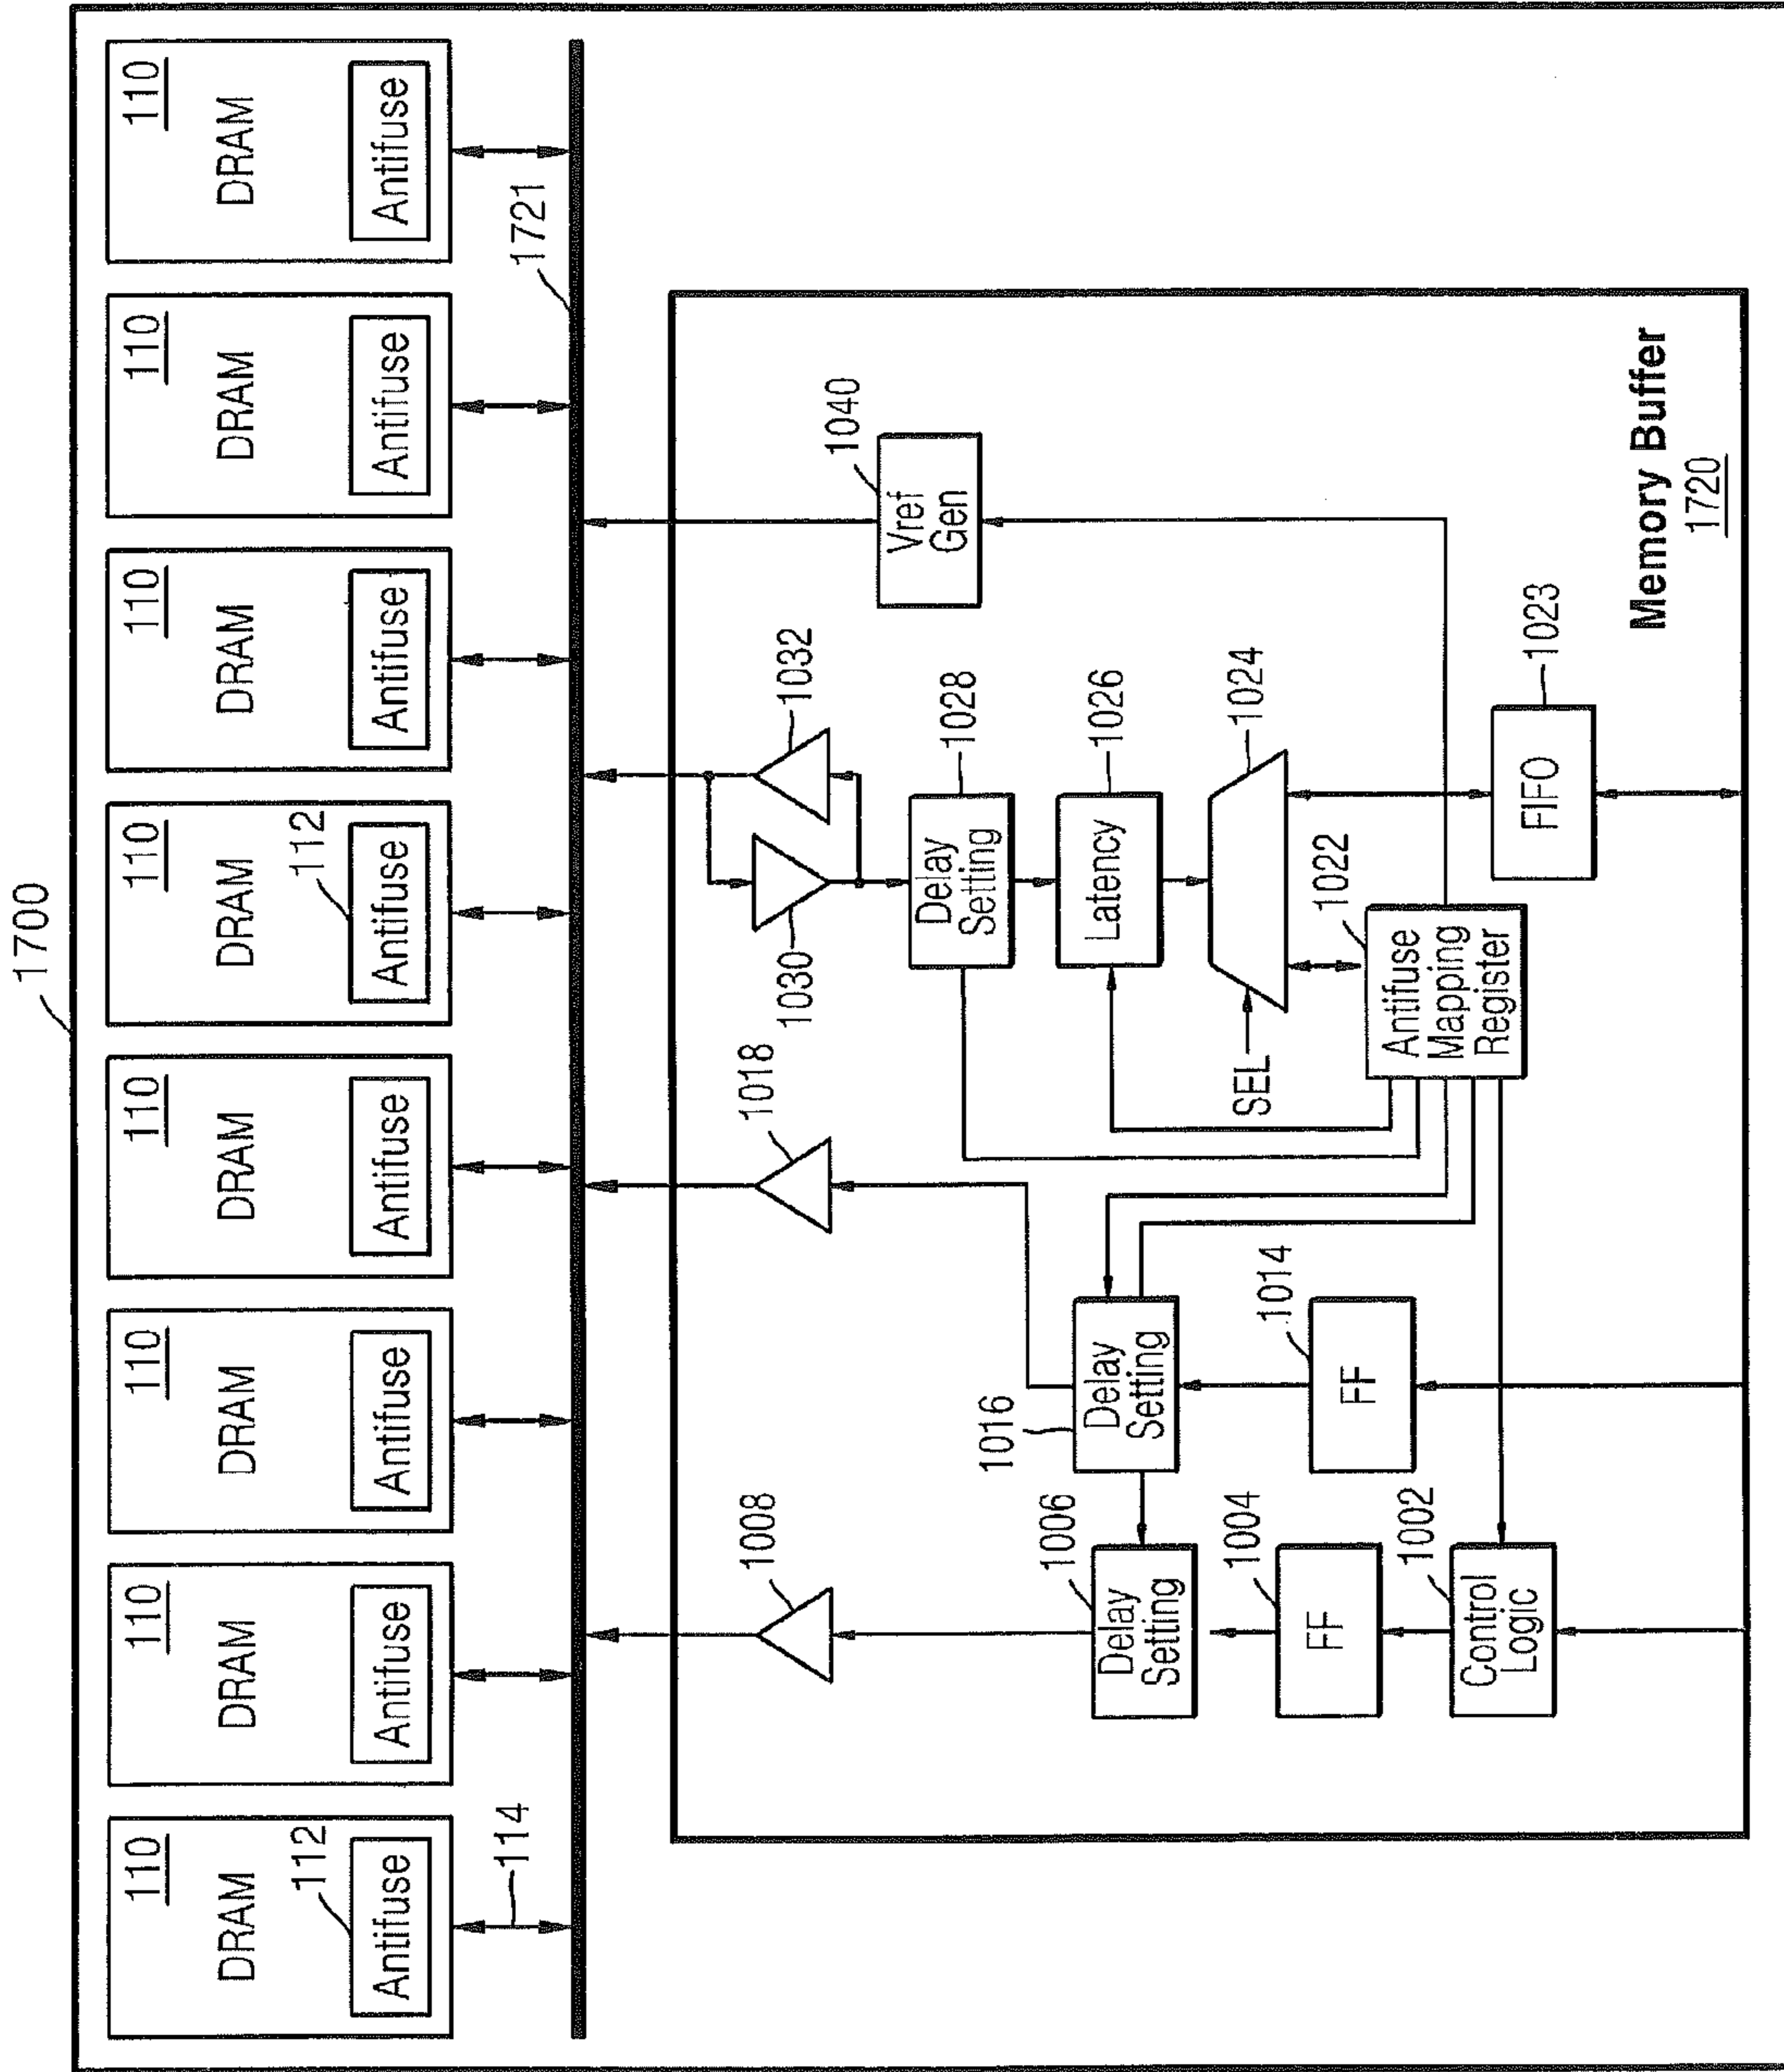 1700
110
DRAM
112
Antifuse
114
110
DRAM
Antifuse
110
DRAM
Antifuse
110
DRAM
Antifuse
110
DRAM
112
Antifuse
110
DRAM
Antifuse
110
DRAM
Antifuse
110
DRAM
Antifuse
1721
1008
1018
1030
1032
1040
Vref
Gen
1006
Delay
Setting
1016
Delay
Setting
Delay
Setting
1028
1004
FF
1014
FF
Latency
1026
SEL
1024
1002
Control
Logic
1022
Antifuse
Mapping
Register
FIFO
1023
Memory Buffer
1720